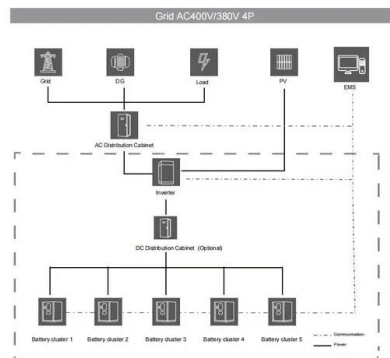 Grid AC400V/380V 4P
Grid
DG
Load
PV
EMS
AC Distribution Cabinet
Inverter
DC Distribution Cabinet (Optional)
Battery cluster 1
Battery cluster 2
Battery cluster 3
Battery cluster 4
Battery cluster 5
Communication
Power